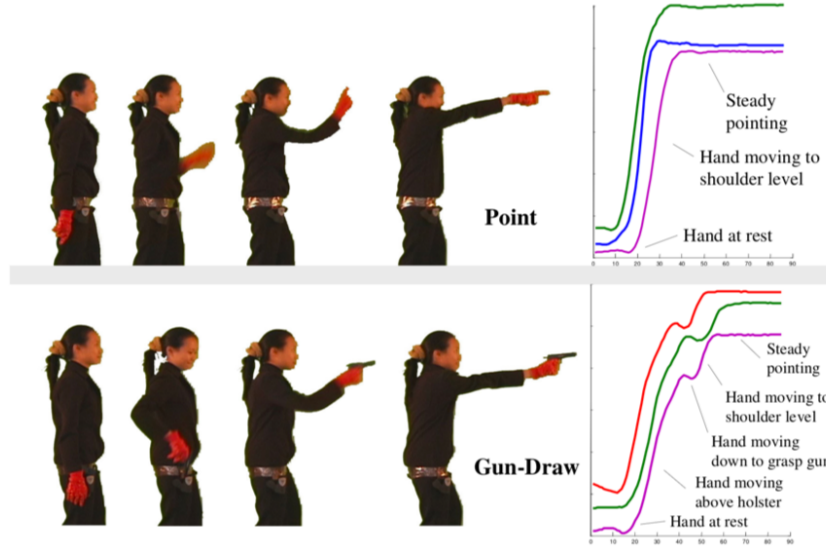 Steady
pointing
Hand moving to
shoulder level
Point
Hand at rest
0 10 20 30 40 50 60 70 80 90
Steady
pointing
Hand moving to
shoulder level
Hand moving
down to grasp gun
Gun-Draw
Hand moving
above holster
Hand at rest
0 10 20 30 40 50 60 70 80 90